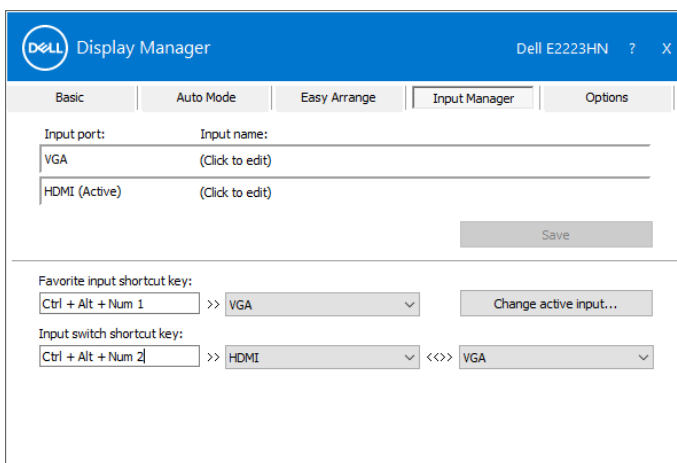 DELL Display Manager Dell E2223HN ? X
Basic Auto Mode Easy Arrange Input Manager Options
Input port: Input name:
VGA (Click to edit)
HDMI (Active) (Click to edit)
Save
Favorite input shortcut key:
Ctrl + Alt + Num 1 >> VGA Change active input...
Input switch shortcut key:
Ctrl + Alt + Num 2 >> HDMI <<>> VGA